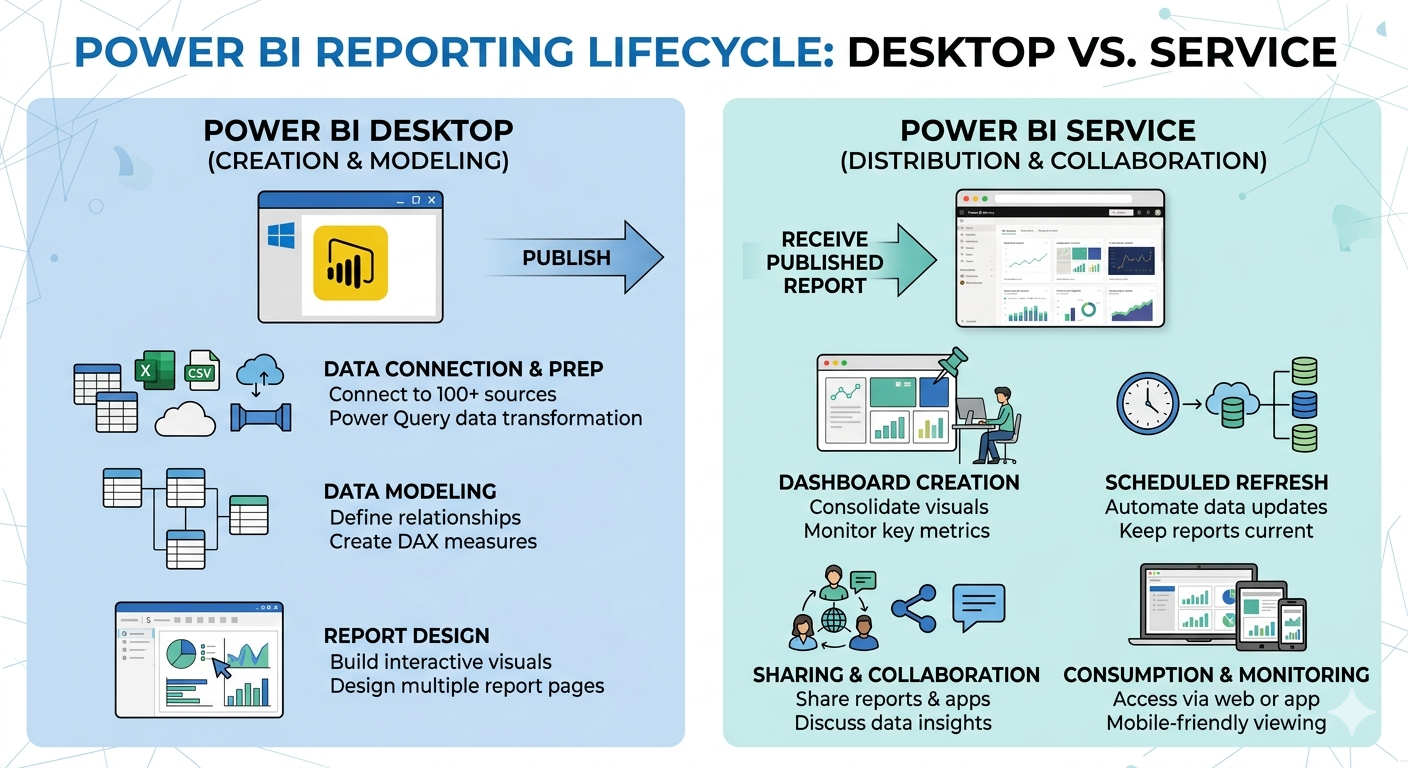 POWER BI REPORTING LIFECYCLE: DESKTOP VS. SERVICE
POWER BI DESKTOP
(CREATION & MODELING)
PUBLISH
X
CSV
DATA CONNECTION & PREP
Connect to 100+ sources
Power Query data transformation
DATA MODELING
Define relationships
Create DAX measures
REPORT DESIGN
Build interactive visuals
Design multiple report pages
POWER BI SERVICE
(DISTRIBUTION & COLLABORATION)
RECEIVE
PUBLISHED
REPORT
DASHBOARD CREATION
Consolidate visuals
Monitor key metrics
SCHEDULED REFRESH
Automate data updates
Keep reports current
SHARING & COLLABORATION
Share reports & apps
Discuss data insights
CONSUMPTION & MONITORING
Access via web or app
Mobile-friendly viewing